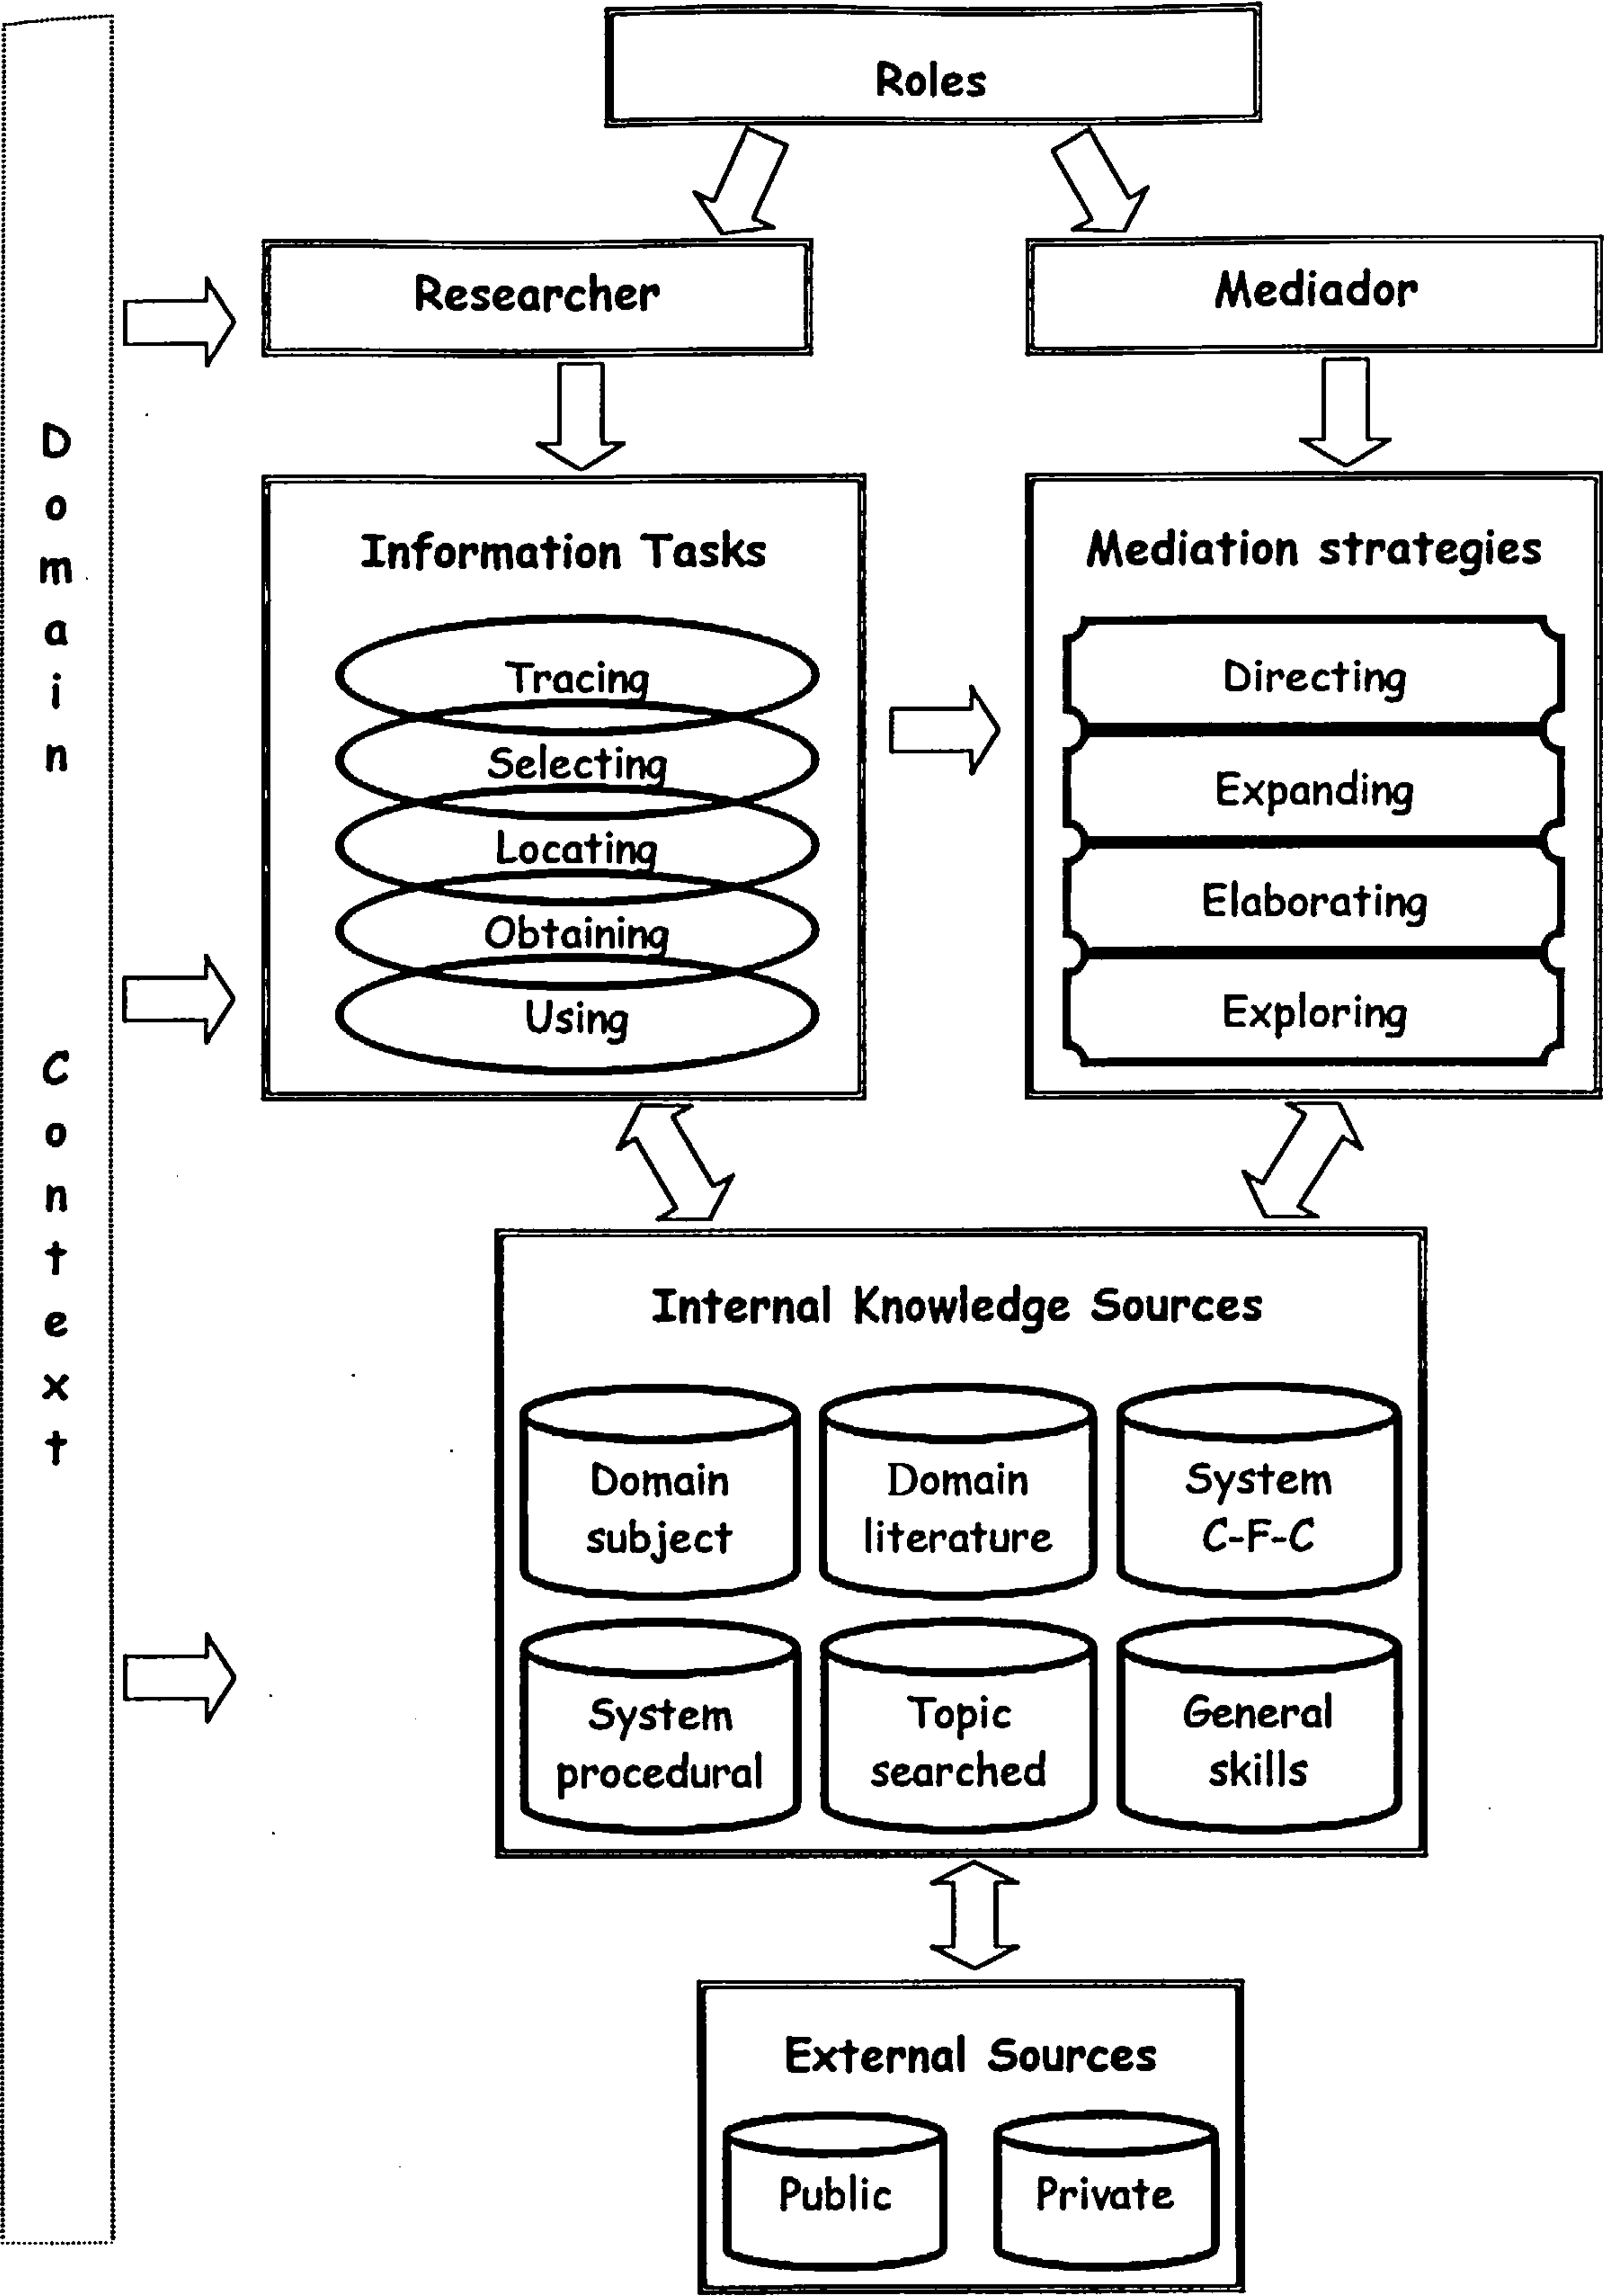 Roles
Researcher
Mediador
Domain Context
Information Tasks
Tracing
Selecting
Locating
Obtaining
Using
Mediation strategies
Directing
Expanding
Elaborating
Exploring
Internal Knowledge Sources
Domain
subject
Domain
literature
System
C-F-C
System
procedural
Topic
searched
General
skills
External Sources
Public
Private